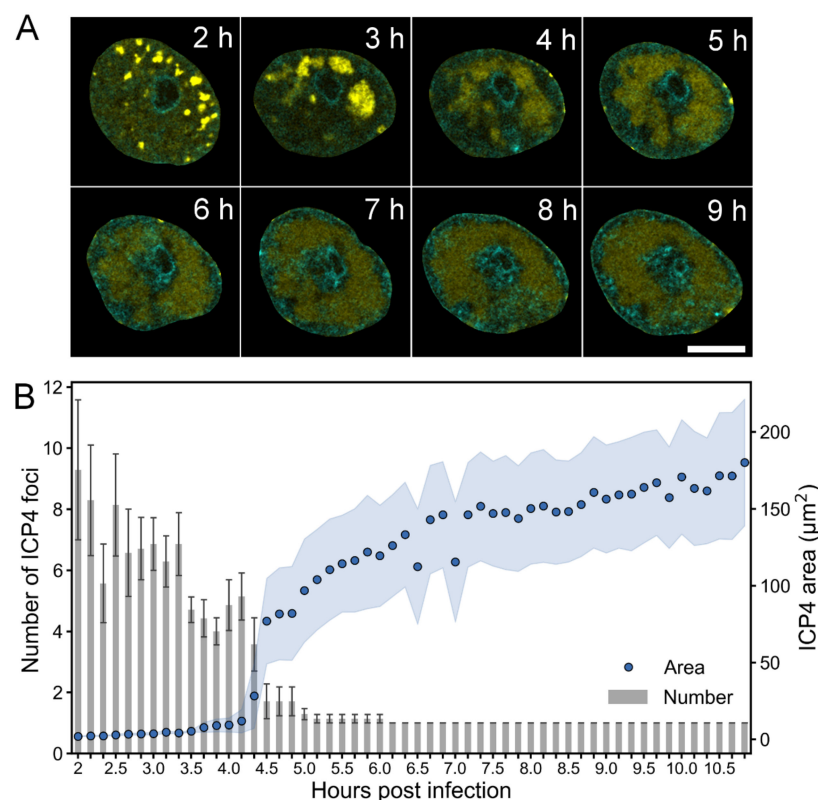 A
2 h
3 h
4 h
5 h
6 h
7 h
8 h
9 h
B
Number of ICP4 foci
12
10
8
6
4
2
0
ICP4 area (μm²)
200
150
100
50
0
Area
Number
2 2.5 3.0 3.5 4.0 4.5 5.0 5.5 6.0 6.5 7.0 7.5 8.0 8.5 9.0 9.5 10.0 10.5
Hours post infection